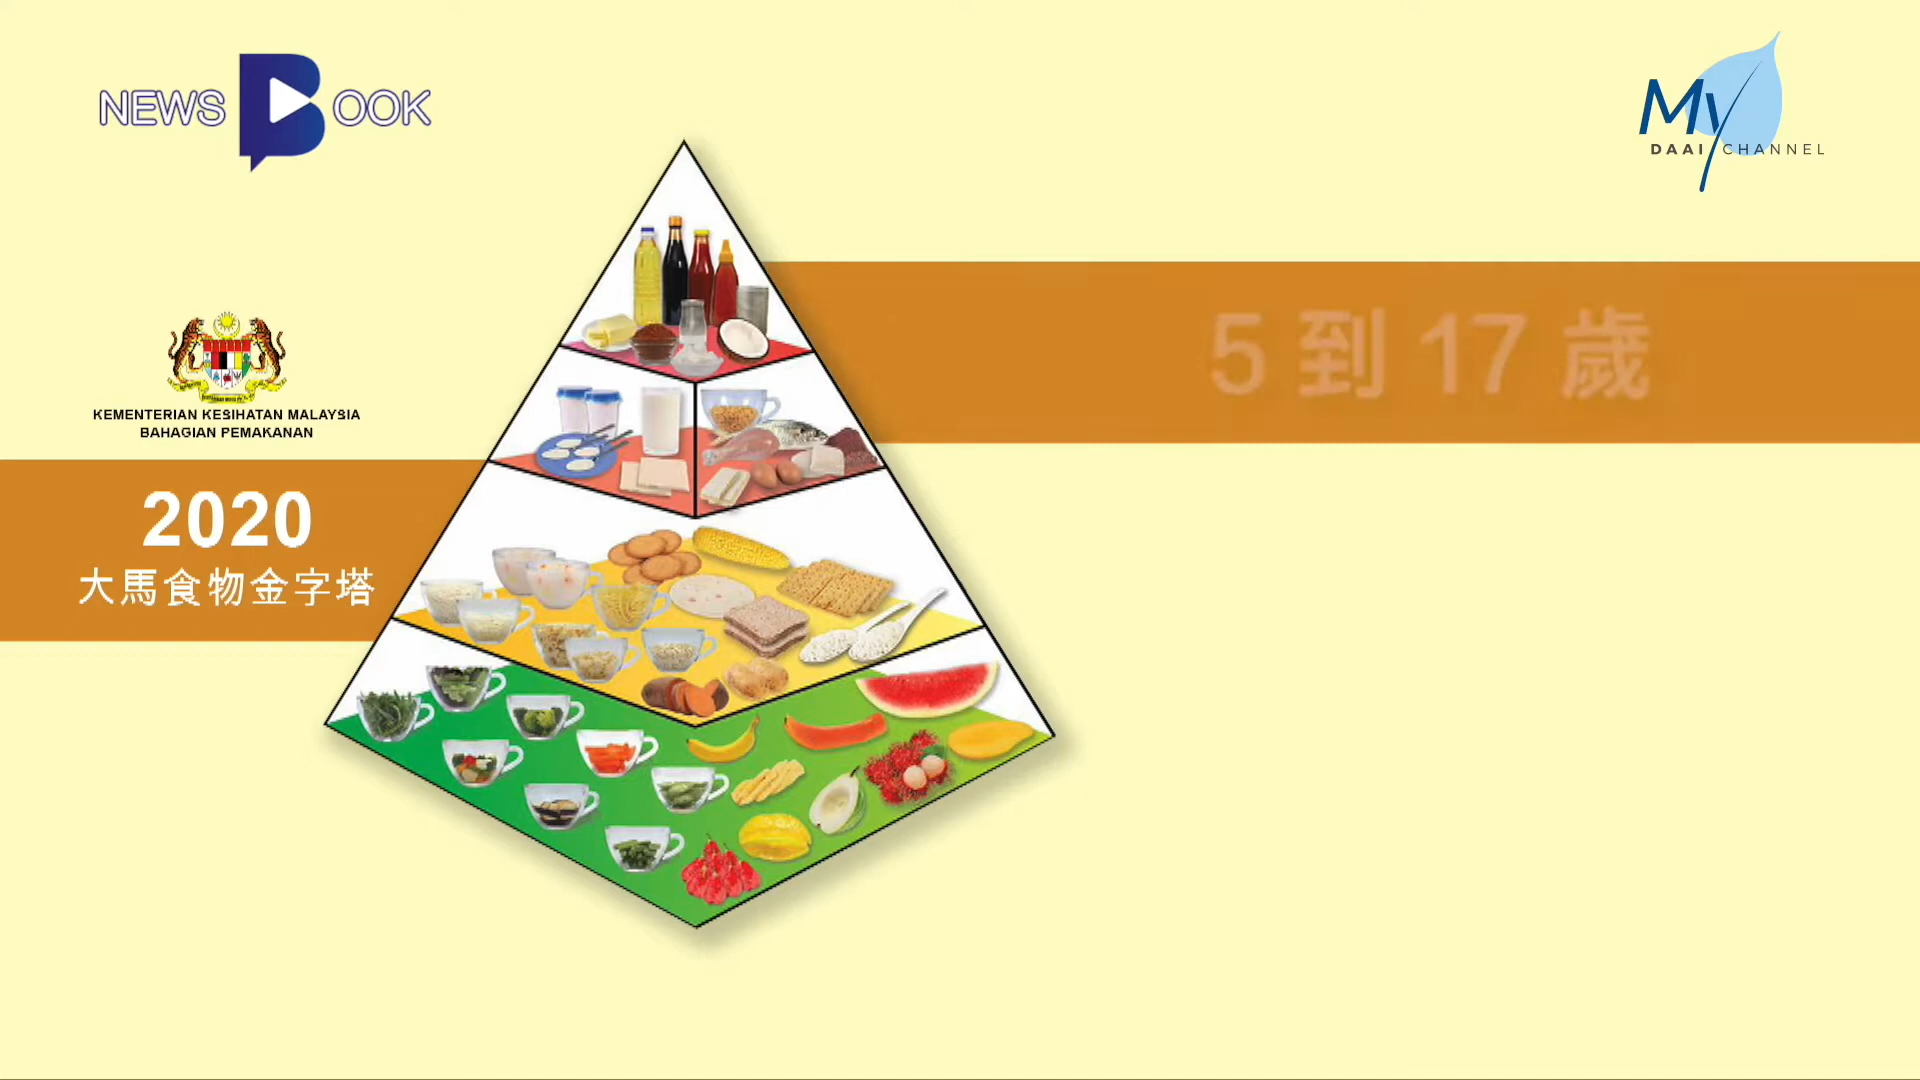 NEWS BOOK
My
DAAI CHANNEL
5 到 17 歲
KEMENTERIAN KESIHATAN MALAYSIA
BAHAGIAN PEMAKANAN
2020
大馬食物金字塔